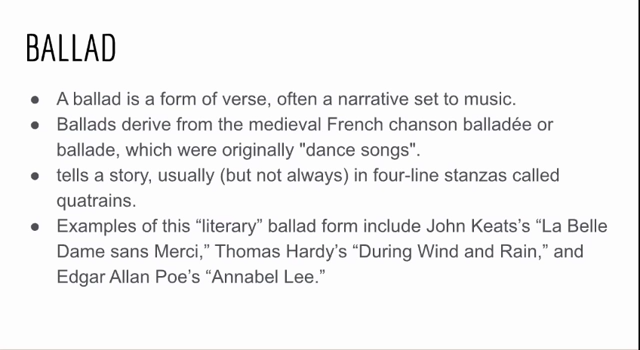 BALLAD
● A ballad is a form of verse, often a narrative set to music.
● Ballads derive from the medieval French chanson balladée or
ballade, which were originally "dance songs".
● tells a story, usually (but not always) in four-line stanzas called
quatrains.
● Examples of this “literary” ballad form include John Keats’s “La Belle
Dame sans Merci,” Thomas Hardy’s “During Wind and Rain,” and
Edgar Allan Poe’s “Annabel Lee.”